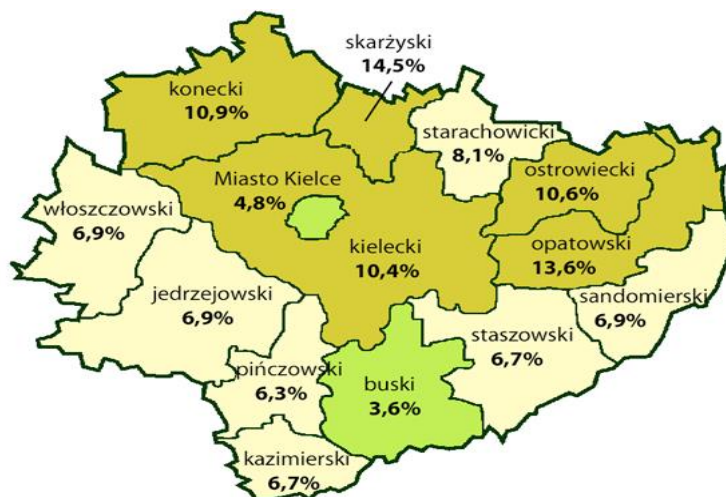 skarżyski
14,5%
konecki
10,9%
starachowicki
8,1%
ostrowiecki
10,6%
Miasto Kielce
4,8%
włoszczowski
6,9%
kielecki
10,4%
opatowski
13,6%
jedrzejowski
6,9%
sandomierski
6,9%
staszowski
6,7%
pińczowski
6,3%
buski
3,6%
kazimierski
6,7%